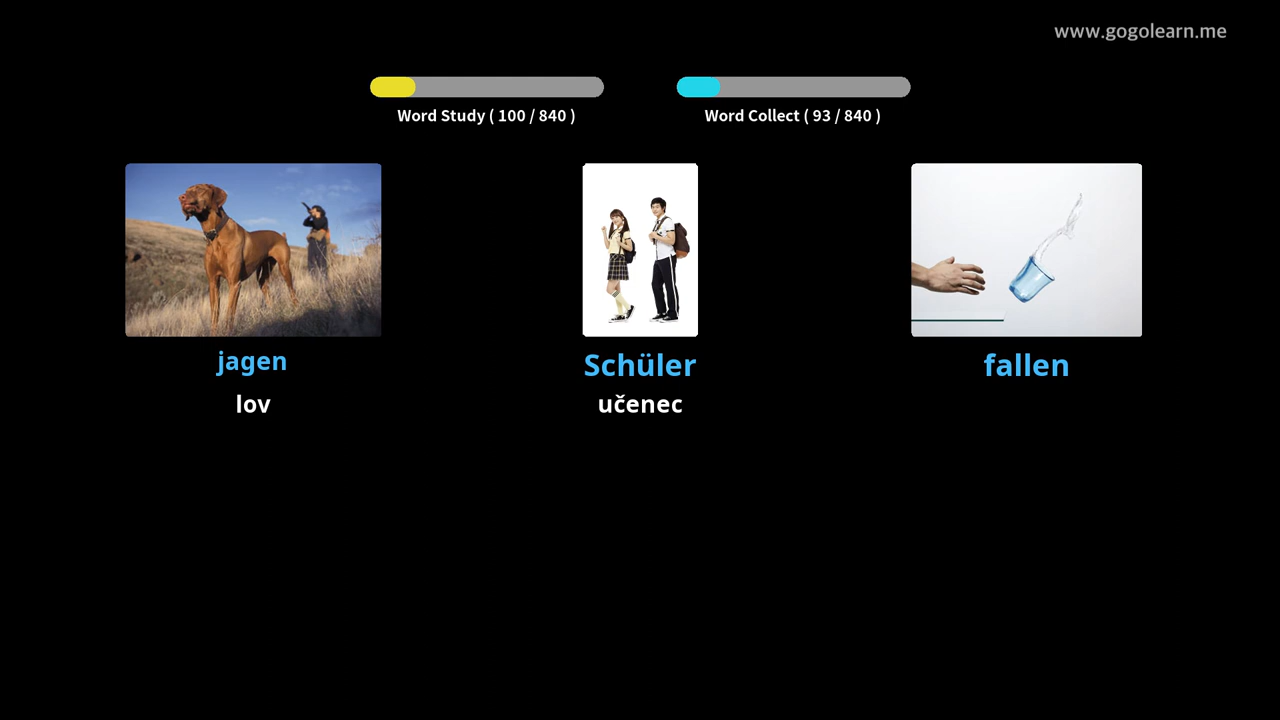 www.gogolearn.me
Word Study ( 100 / 840 )
Word Collect ( 93 / 840 )
jagen
Schüler
fallen
lov
učenec